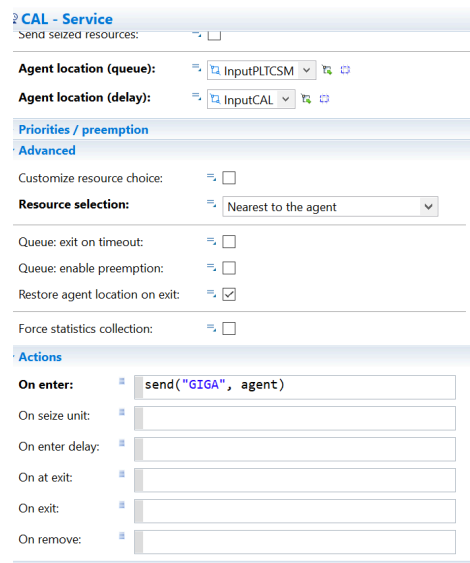 CAL - Service
Send seized resources:
Agent location (queue): InputPLTCSM
Agent location (delay): InputCAL
Priorities / preemption
Advanced
Customize resource choice:
Resource selection: Nearest to the agent
Queue: exit on timeout:
Queue: enable preemption:
Restore agent location on exit:
Force statistics collection:
Actions
On enter: send("GIGA", agent)
On seize unit:
On enter delay:
On at exit:
On exit:
On remove: